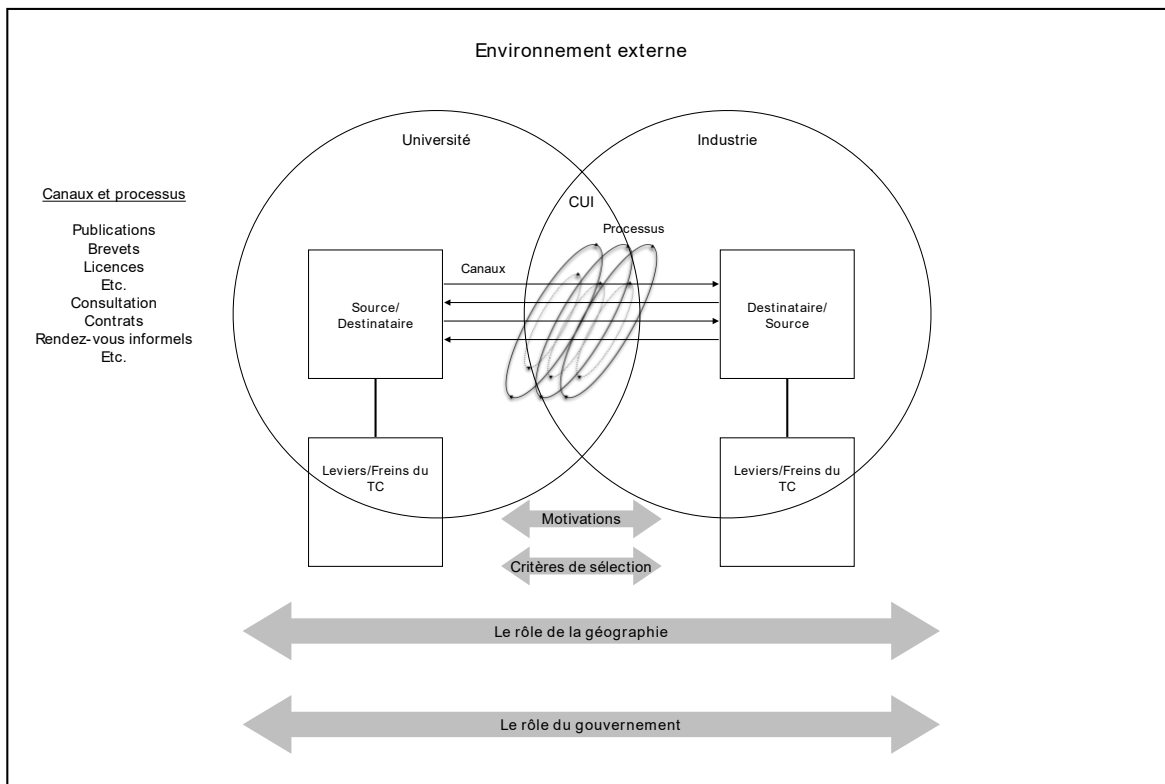 Environnement externe
Université
Industrie
Canaux et processus
Publications
Brevets
Licences
Etc.
Consultation
Contrats
Rendez-vous informels
Etc.
CUI
Processus
Canaux
Source/
Destinataire
Destinataire/
Source
Leviers/Freins du
TC
Leviers/Freins du
TC
Motivations
Critères de sélection
Le rôle de la géographie
Le rôle du gouvernement